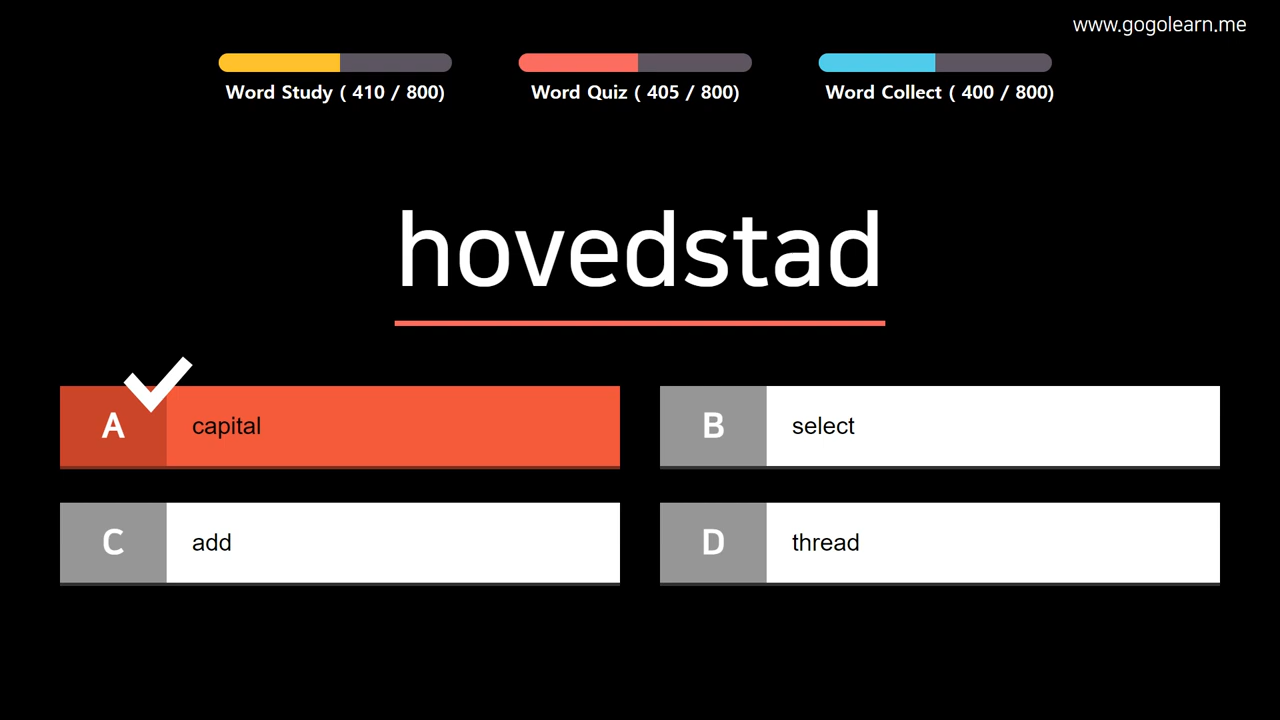 www.gogolearn.me
Word Study ( 410 / 800)
Word Quiz ( 405 / 800)
Word Collect ( 400 / 800)
hovedstad
A capital
B select
C add
D thread